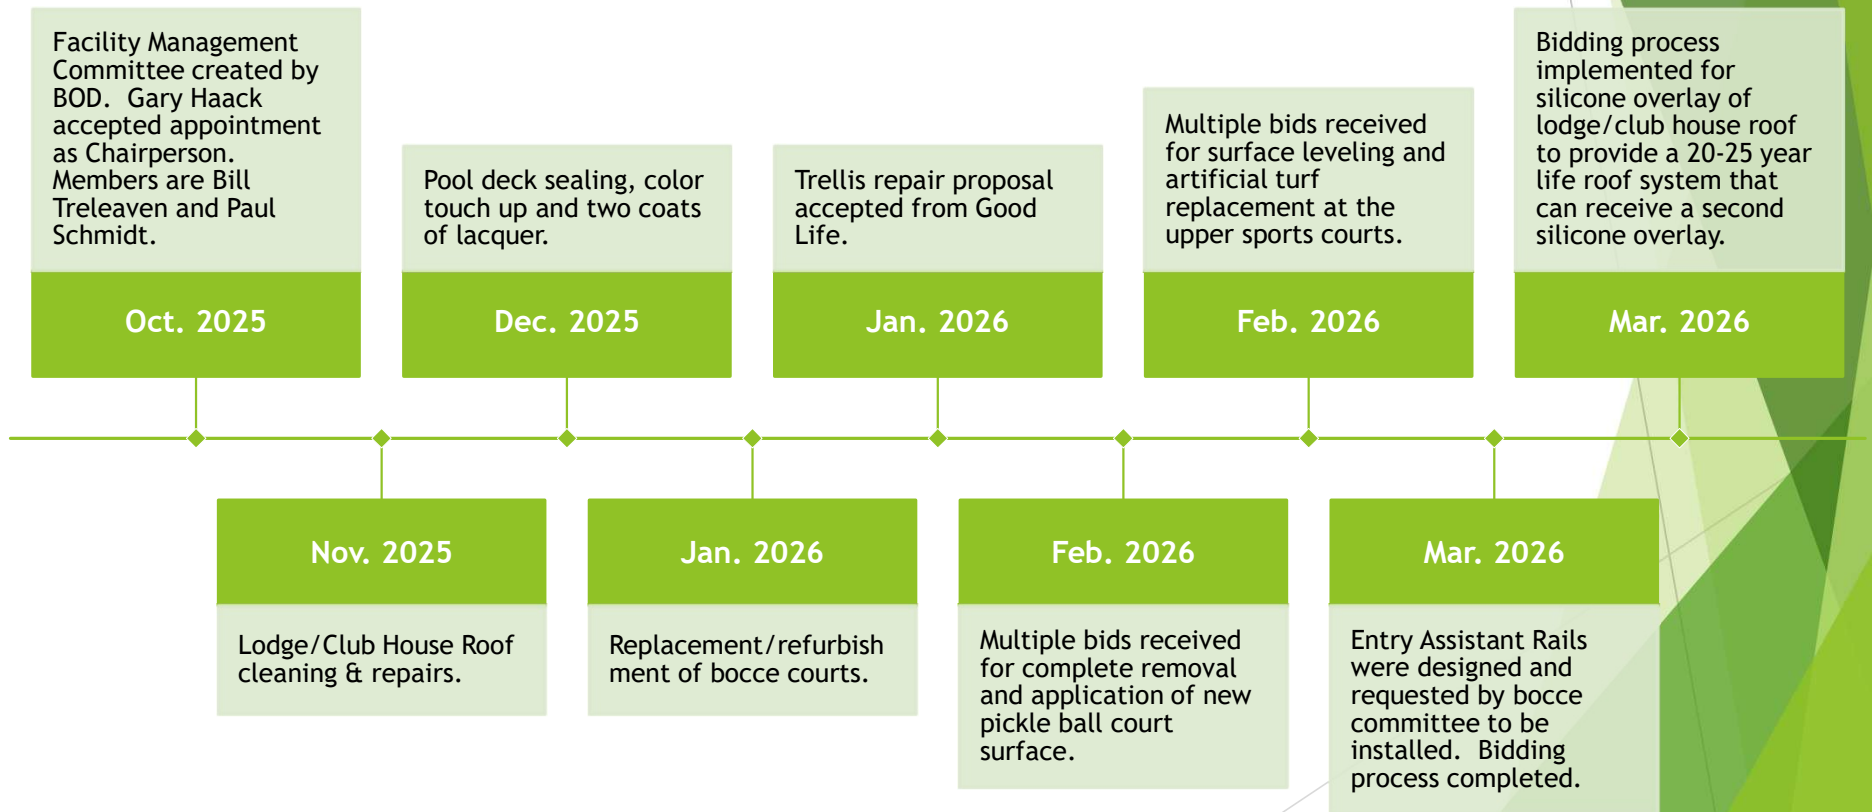 Facility Management
Committee created by
BOD.  Gary Haack
accepted appointment
as Chairperson.
Members are Bill
Treleaven and Paul
Schmidt.
Oct. 2025
Lodge/Club House Roof
cleaning & repairs.
Nov. 2025
Pool deck sealing, color
touch up and two coats
of lacquer.
Dec. 2025
Jan. 2026
Replacement/refurbish
ment of bocce courts.
Trellis repair proposal
accepted from Good
Life.
Jan. 2026
Feb. 2026
Multiple bids received
for complete removal
and application of new
pickle ball court
surface.
Multiple bids received
for surface leveling and
artificial turf
replacement at the
upper sports courts.
Feb. 2026
Mar. 2026
Entry Assistant Rails
were designed and
requested by bocce
committee to be
installed.  Bidding
process completed.
Bidding process
implemented for
silicone overlay of
lodge/club house roof
to provide a 20-25 year
life roof system that
can receive a second
silicone overlay.
Mar. 2026